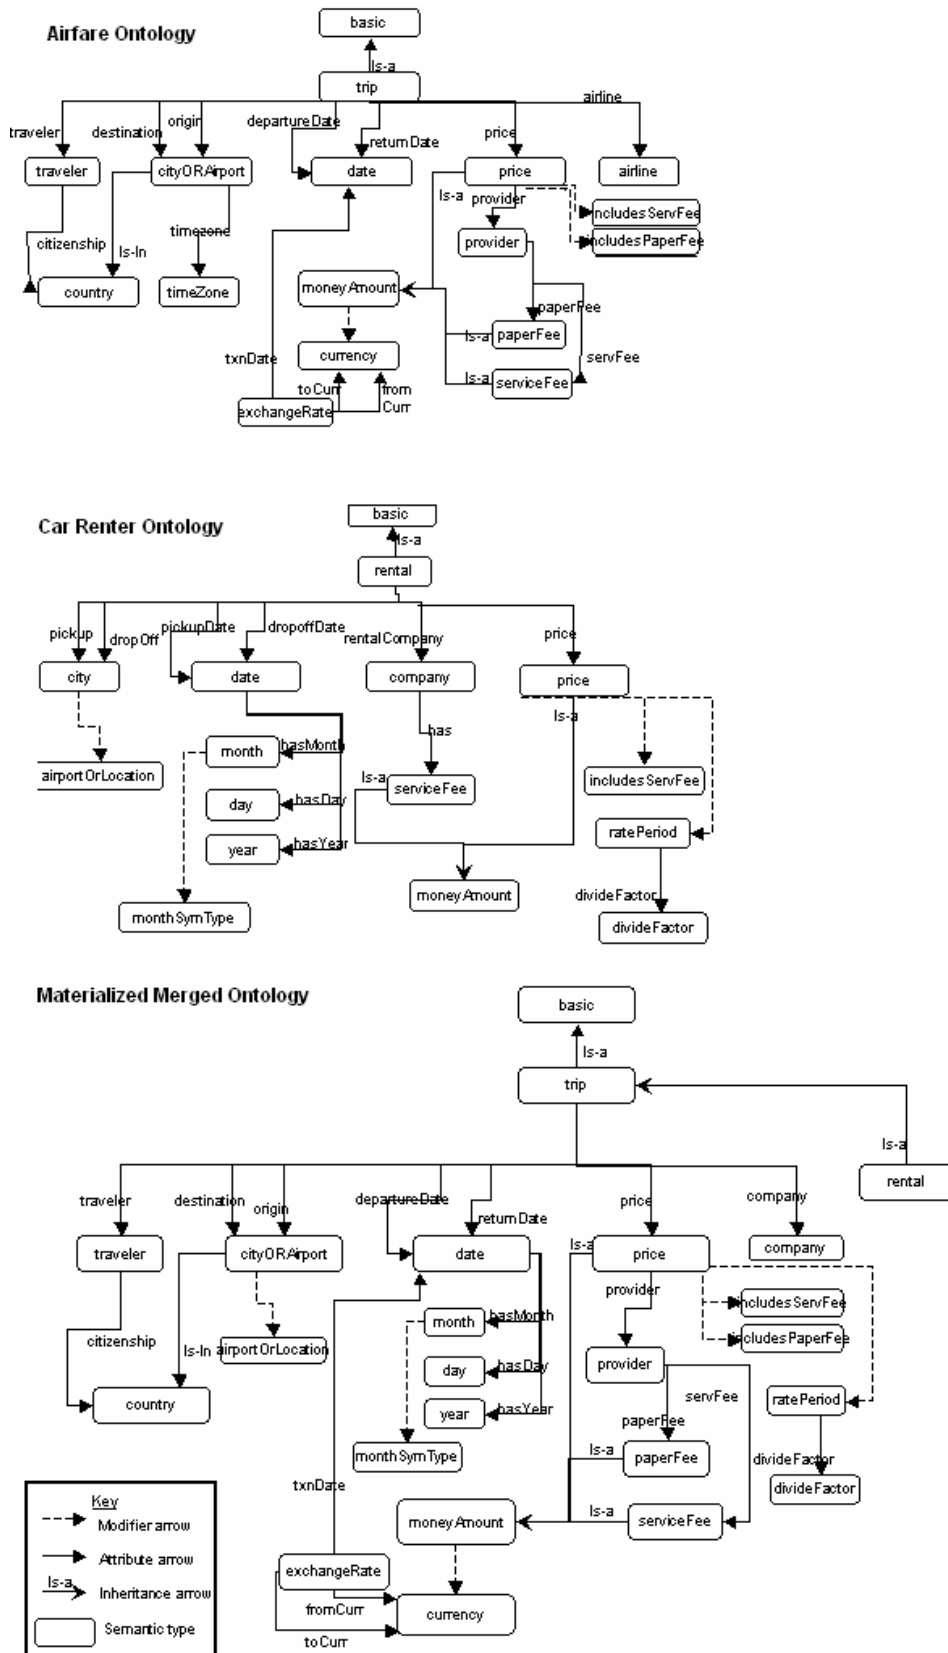 Airfare Ontology
basic
Is-a
trip
traveler
destination
origin
departureDate
returnDate
price
airline
traveler
cityORAirport
date
price
airline
Is-a
provider
includesServFee
includesPaperFee
citizenship
Is-In
timezone
provider
country
timeZone
moneyAmount
paperFee
Is-a
paperFee
txnDate
currency
servFee
Is-a
serviceFee
toCurr
from
Curr
exchangeRate
Car Renter Ontology
basic
Is-a
rental
pickup
dropOff
pickupDate
dropoffDate
rentalCompany
price
city
date
company
price
Is-a
has
month
hasMonth
airportOrLocation
Is-a
serviceFee
includesServFee
day
hasDay
year
hasYear
ratePeriod
moneyAmount
divideFactor
monthSymType
divideFactor
Materialized Merged Ontology
basic
Is-a
trip
Is-a
rental
traveler
destination
origin
departureDate
returnDate
price
company
traveler
cityORAirport
date
Is-a
price
company
provider
includesServFee
includesPaperFee
month
hasMonth
citizenship
Is-In
airportOrLocation
provider
day
hasDay
servFee
ratePeriod
country
year
hasYear
paperFee
monthSymType
Is-a
paperFee
divideFactor
divideFactor
txnDate
moneyAmount
Is-a
serviceFee
exchangeRate
fromCurr
currency
toCurr
Key
Modifier arrow
Attribute arrow
Is-a
Inheritance arrow
Semantic type